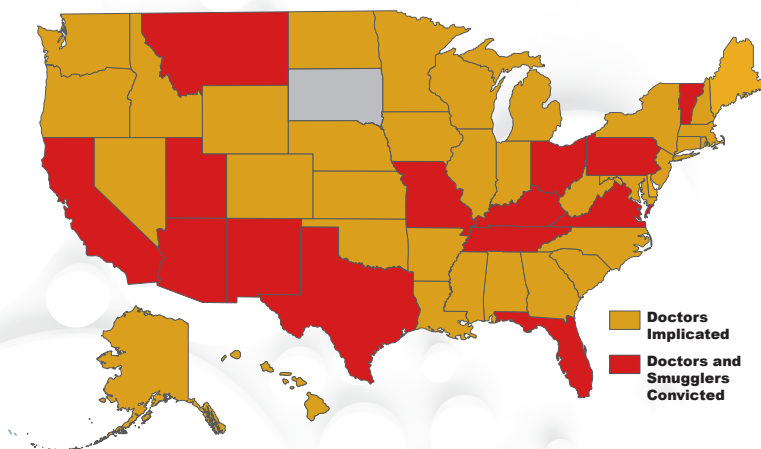 Doctors
Implicated
Doctors and
Smugglers
Convicted